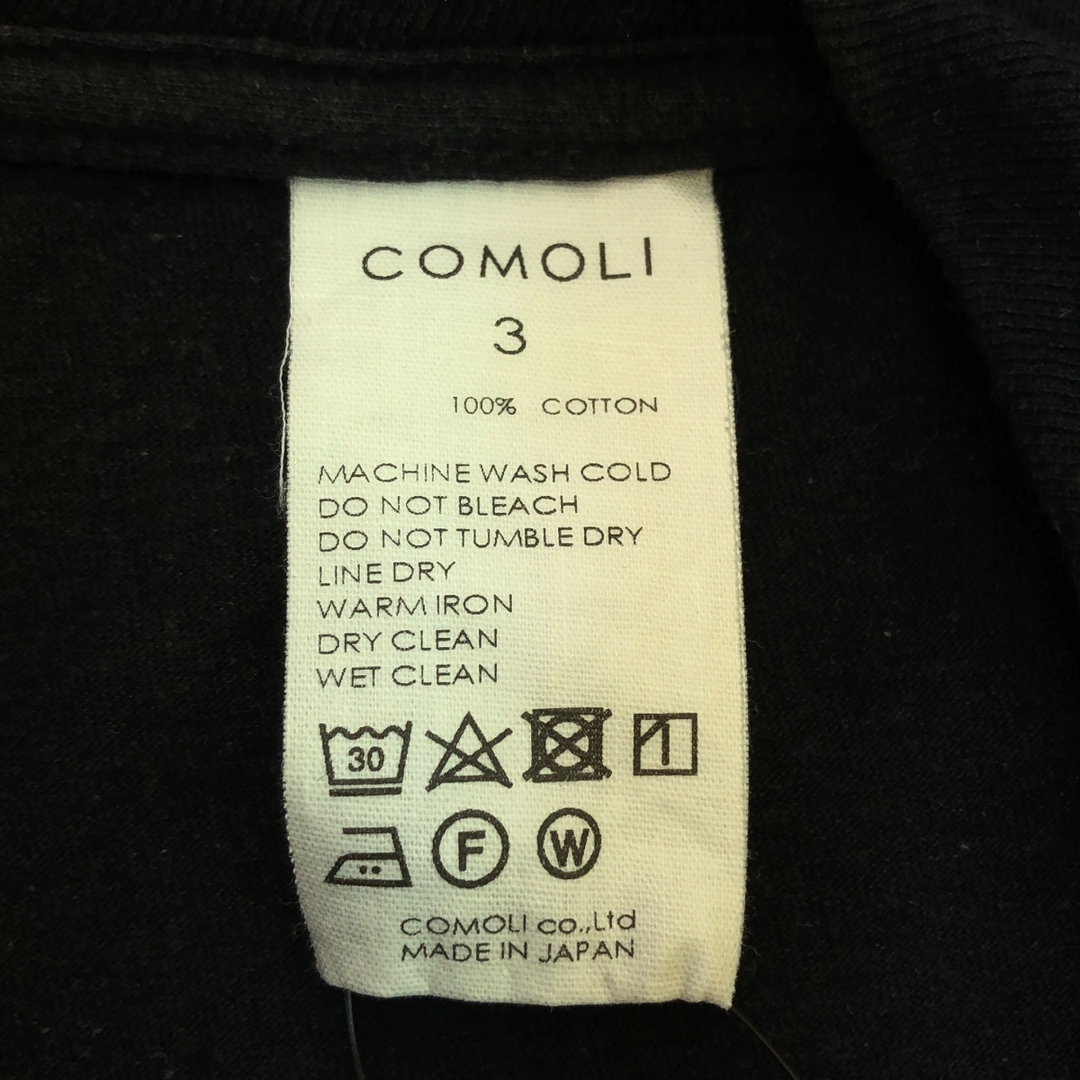 COMOLI
3
100% COTTON
MACHINE WASH COLD
DO NOT BLEACH
DO NOT TUMBLE DRY
LINE DRY
WARM IRON
DRY CLEAN
WET CLEAN
30
F W
COMOLI co.,Ltd
MADE IN JAPAN